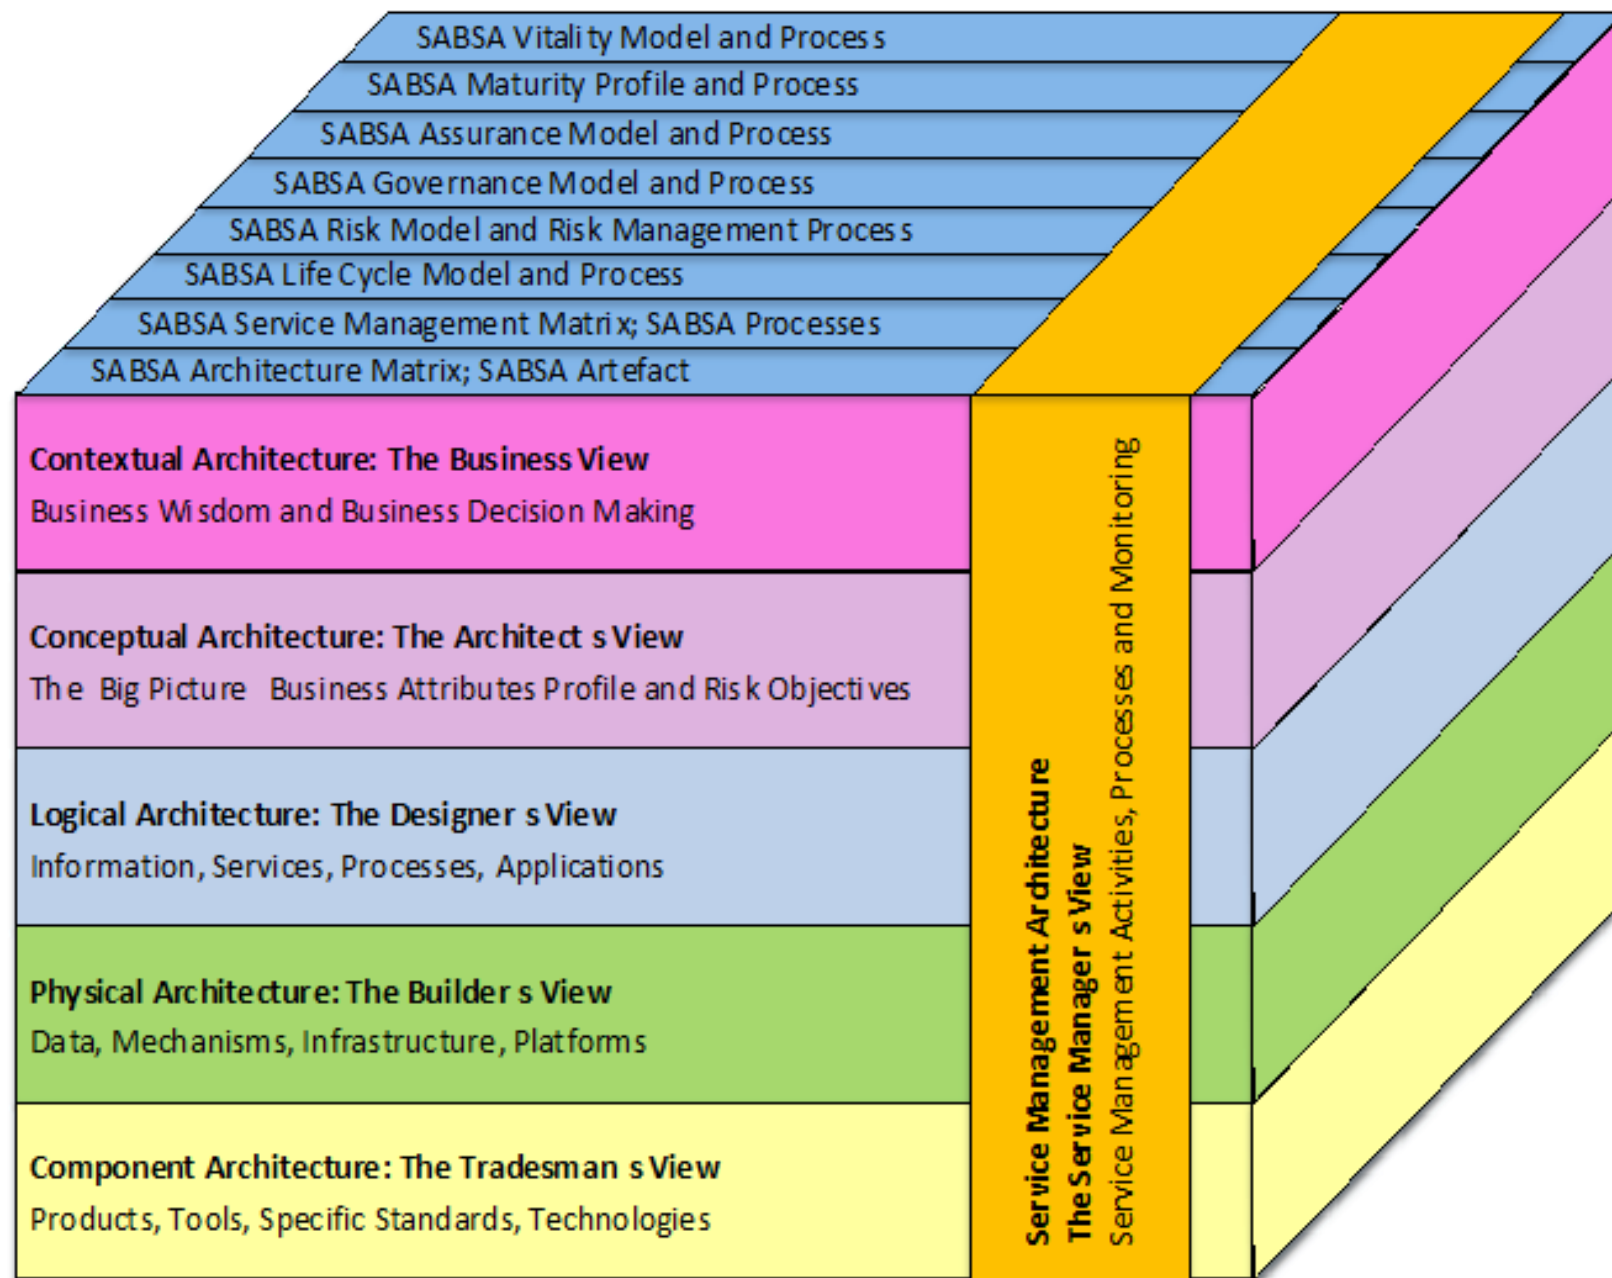 SABSA Vitality Model and Process
SABSA Maturity Profile and Process
SABSA Assurance Model and Process
SABSA Governance Model and Process
SABSA Risk Model and Risk Management Process
SABSA Life Cycle Model and Process
SABSA Service Management Matrix; SABSA Processes
SABSA Architecture Matrix; SABSA Artefact
Contextual Architecture: The Business View
Business Wisdom and Business Decision Making
Conceptual Architecture: The Architect s View
The Big Picture Business Attributes Profile and Risk Objectives
Logical Architecture: The Designer s View
Information, Services, Processes, Applications
Physical Architecture: The Builder s View
Data, Mechanisms, Infrastructure, Platforms
Component Architecture: The Tradesman s View
Products, Tools, Specific Standards, Technologies
Service Management Architecture
The Service Manager s View
Service Management Activities, Processes and Monitoring